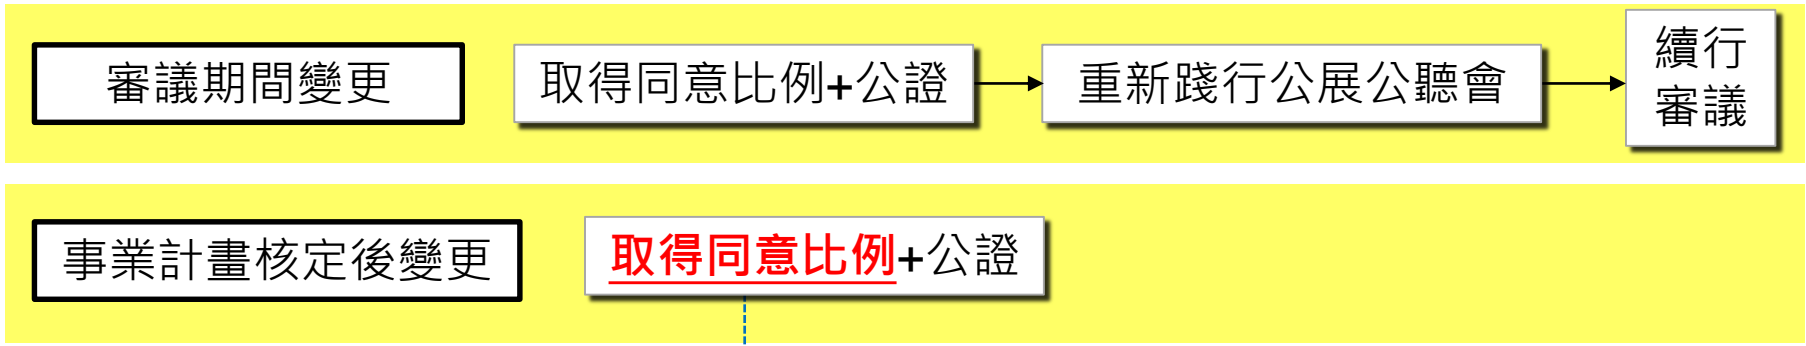 審議期間變更
取得同意比例+公證
重新踐行公展公聽會
續行
審議
事業計畫核定後變更
取得同意比例+公證